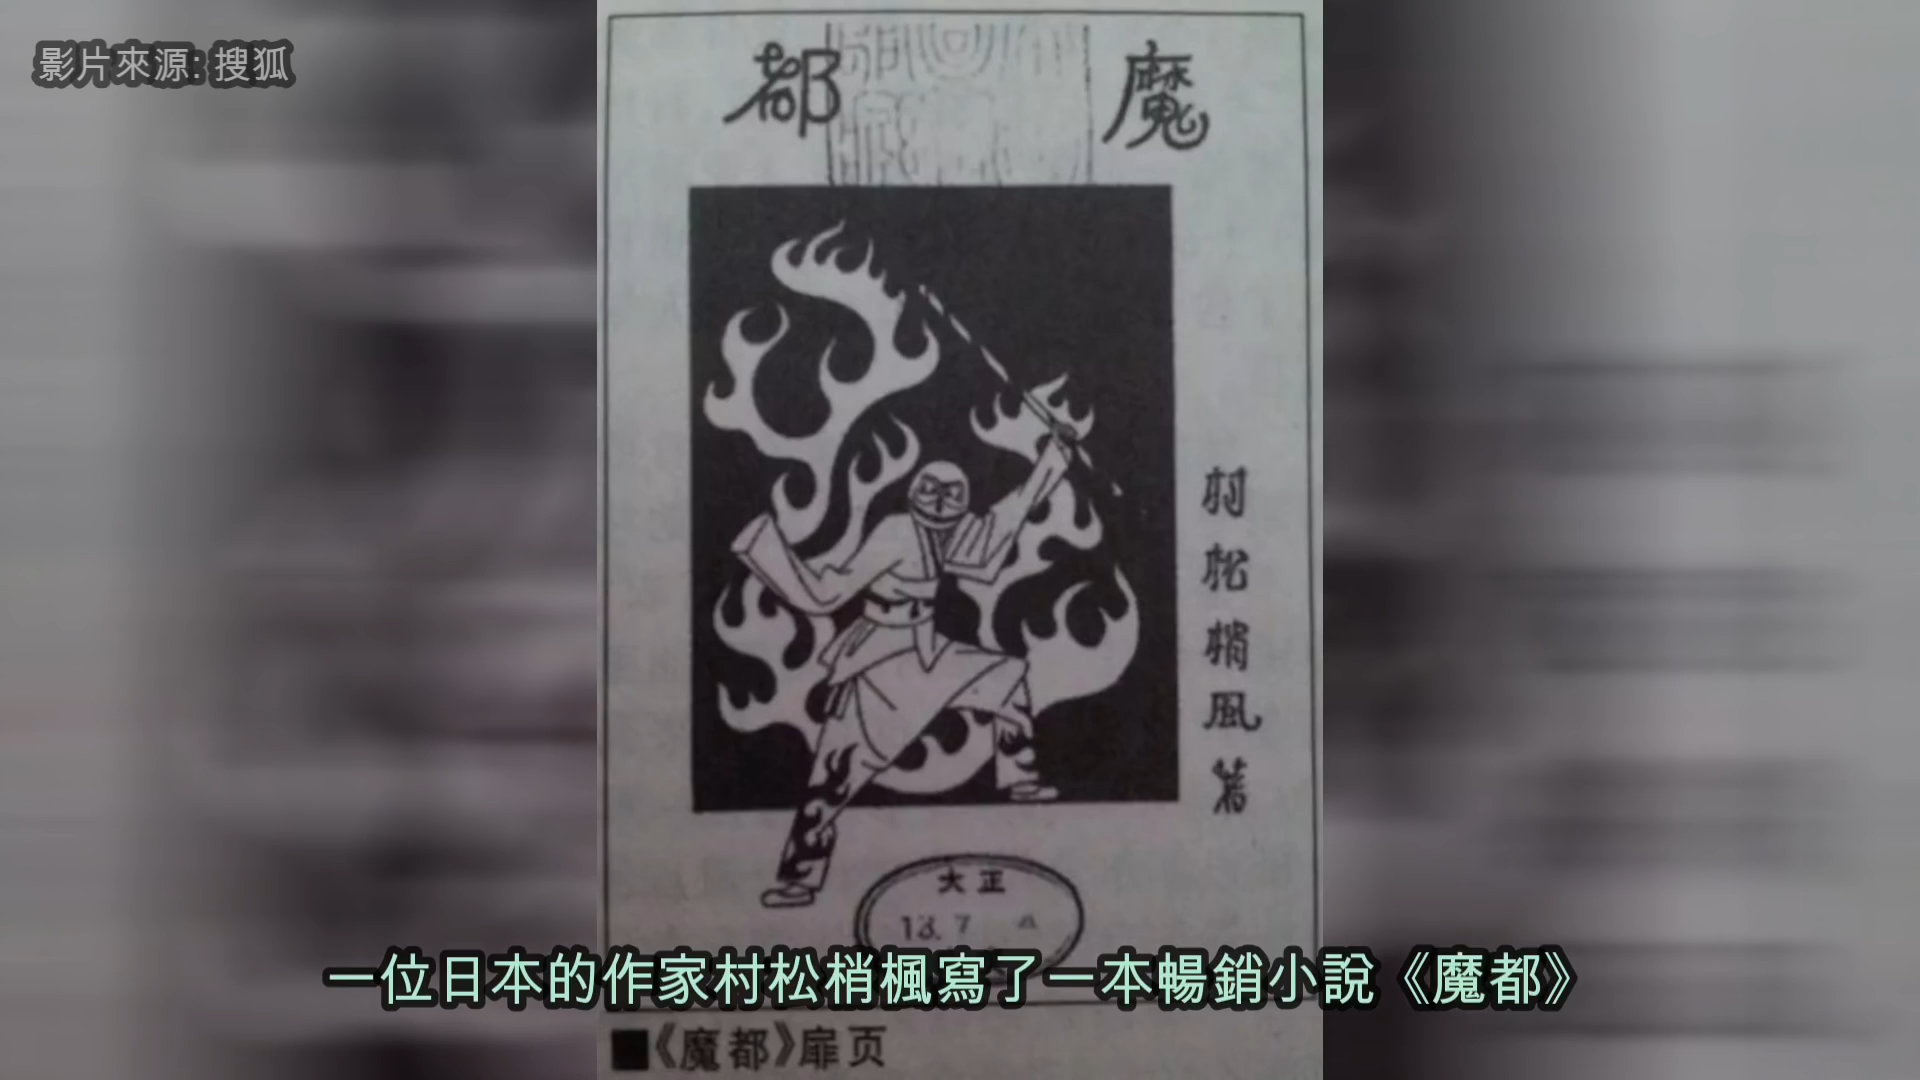 影片來源: 搜狐
魔都
村松梢風著
大正
13.7
一位日本的作家村松梢楓寫了一本暢銷小說《魔都》
■《魔都》扉页